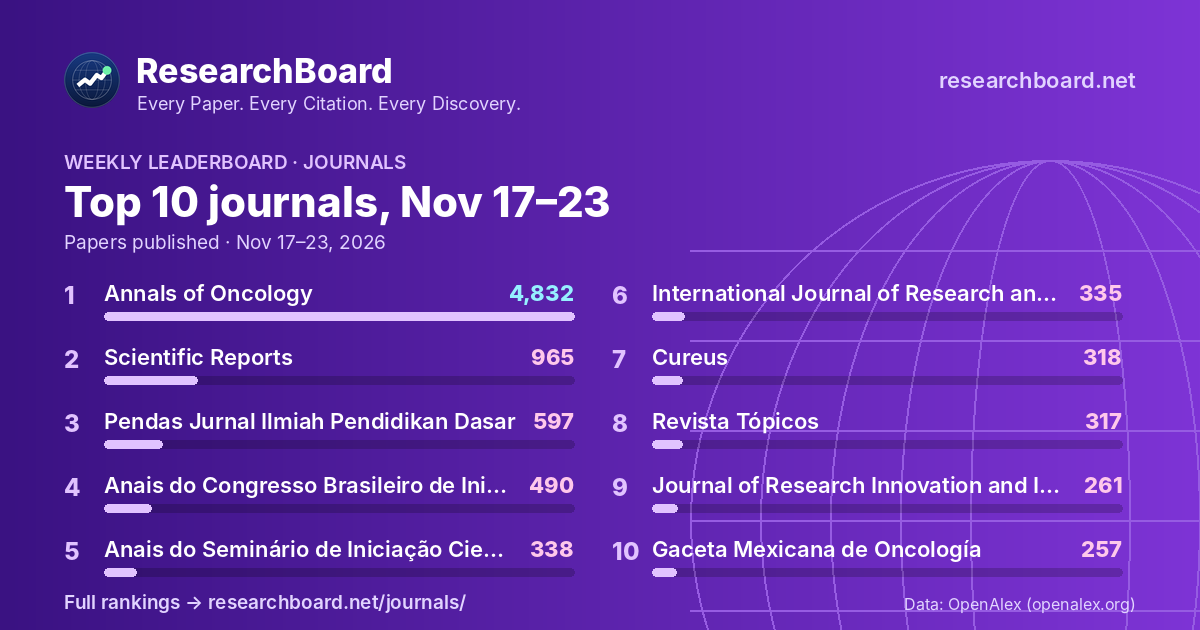 ResearchBoard
Every Paper. Every Citation. Every Discovery.
researchboard.net
WEEKLY LEADERBOARD · JOURNALS
Top 10 journals, Nov 17–23
Papers published · Nov 17–23, 2026
1 Annals of Oncology 4,832
2 Scientific Reports 965
3 Pendas Jurnal Ilmiah Pendidikan Dasar 597
4 Anais do Congresso Brasileiro de Ini... 490
5 Anais do Seminário de Iniciação Cie... 338
6 International Journal of Research an... 335
7 Cureus 318
8 Revista Tópicos 317
9 Journal of Research Innovation and I... 261
10 Gaceta Mexicana de Oncología 257
Full rankings → researchboard.net/journals/
Data: OpenAlex (openalex.org)